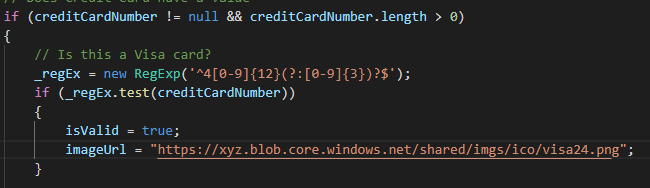 // Does credit card have a value
if (creditCardNumber != null && creditCardNumber.length > 0)
{
// Is this a Visa card?
_regEx = new RegExp('^4[0-9]{12}(?:[0-9]{3})?$');
if (_regEx.test(creditCardNumber))
{
isValid = true;
imageUrl = "https://xyz.blob.core.windows.net/shared/imgs/ico/visa24.png";
}